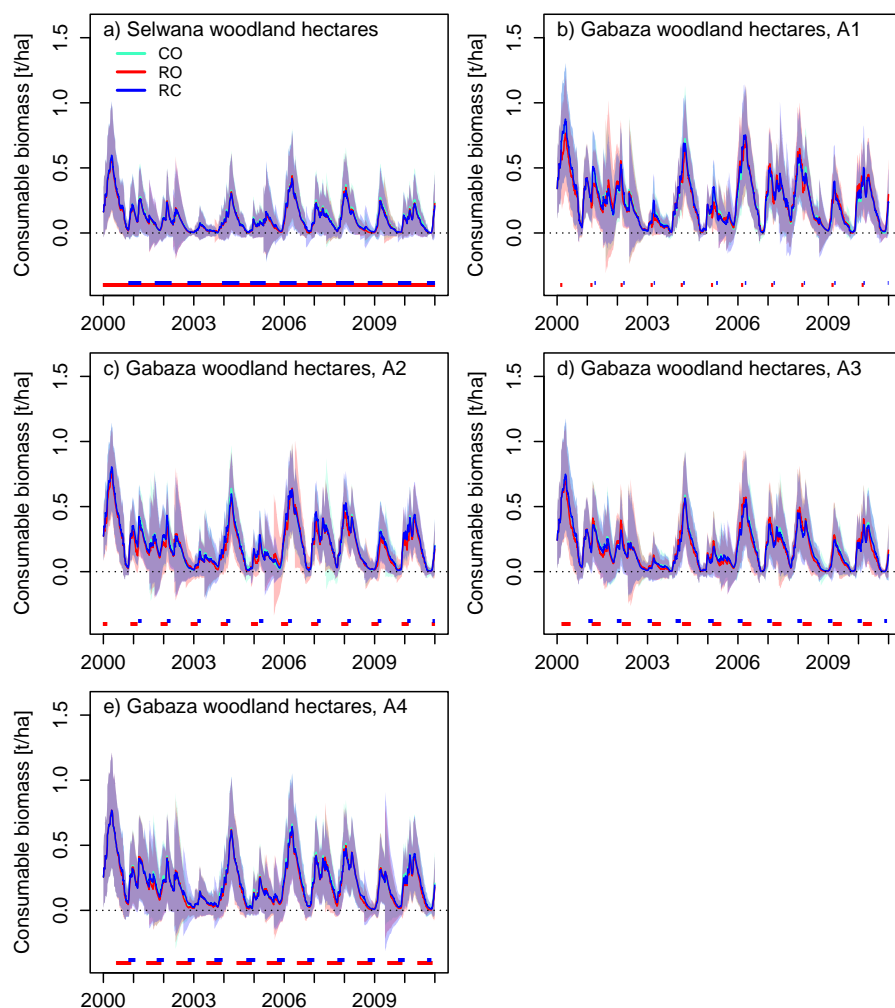 a) Selwana woodland hectares
CO
RO
RC
Consumable biomass [t/ha]
1.5
1.0
0.5
0.0
2000 2003 2006 2009
b) Gabaza woodland hectares, A1
Consumable biomass [t/ha]
1.5
1.0
0.5
0.0
2000 2003 2006 2009
c) Gabaza woodland hectares, A2
Consumable biomass [t/ha]
1.5
1.0
0.5
0.0
2000 2003 2006 2009
d) Gabaza woodland hectares, A3
Consumable biomass [t/ha]
1.5
1.0
0.5
0.0
2000 2003 2006 2009
e) Gabaza woodland hectares, A4
Consumable biomass [t/ha]
1.5
1.0
0.5
0.0
2000 2003 2006 2009